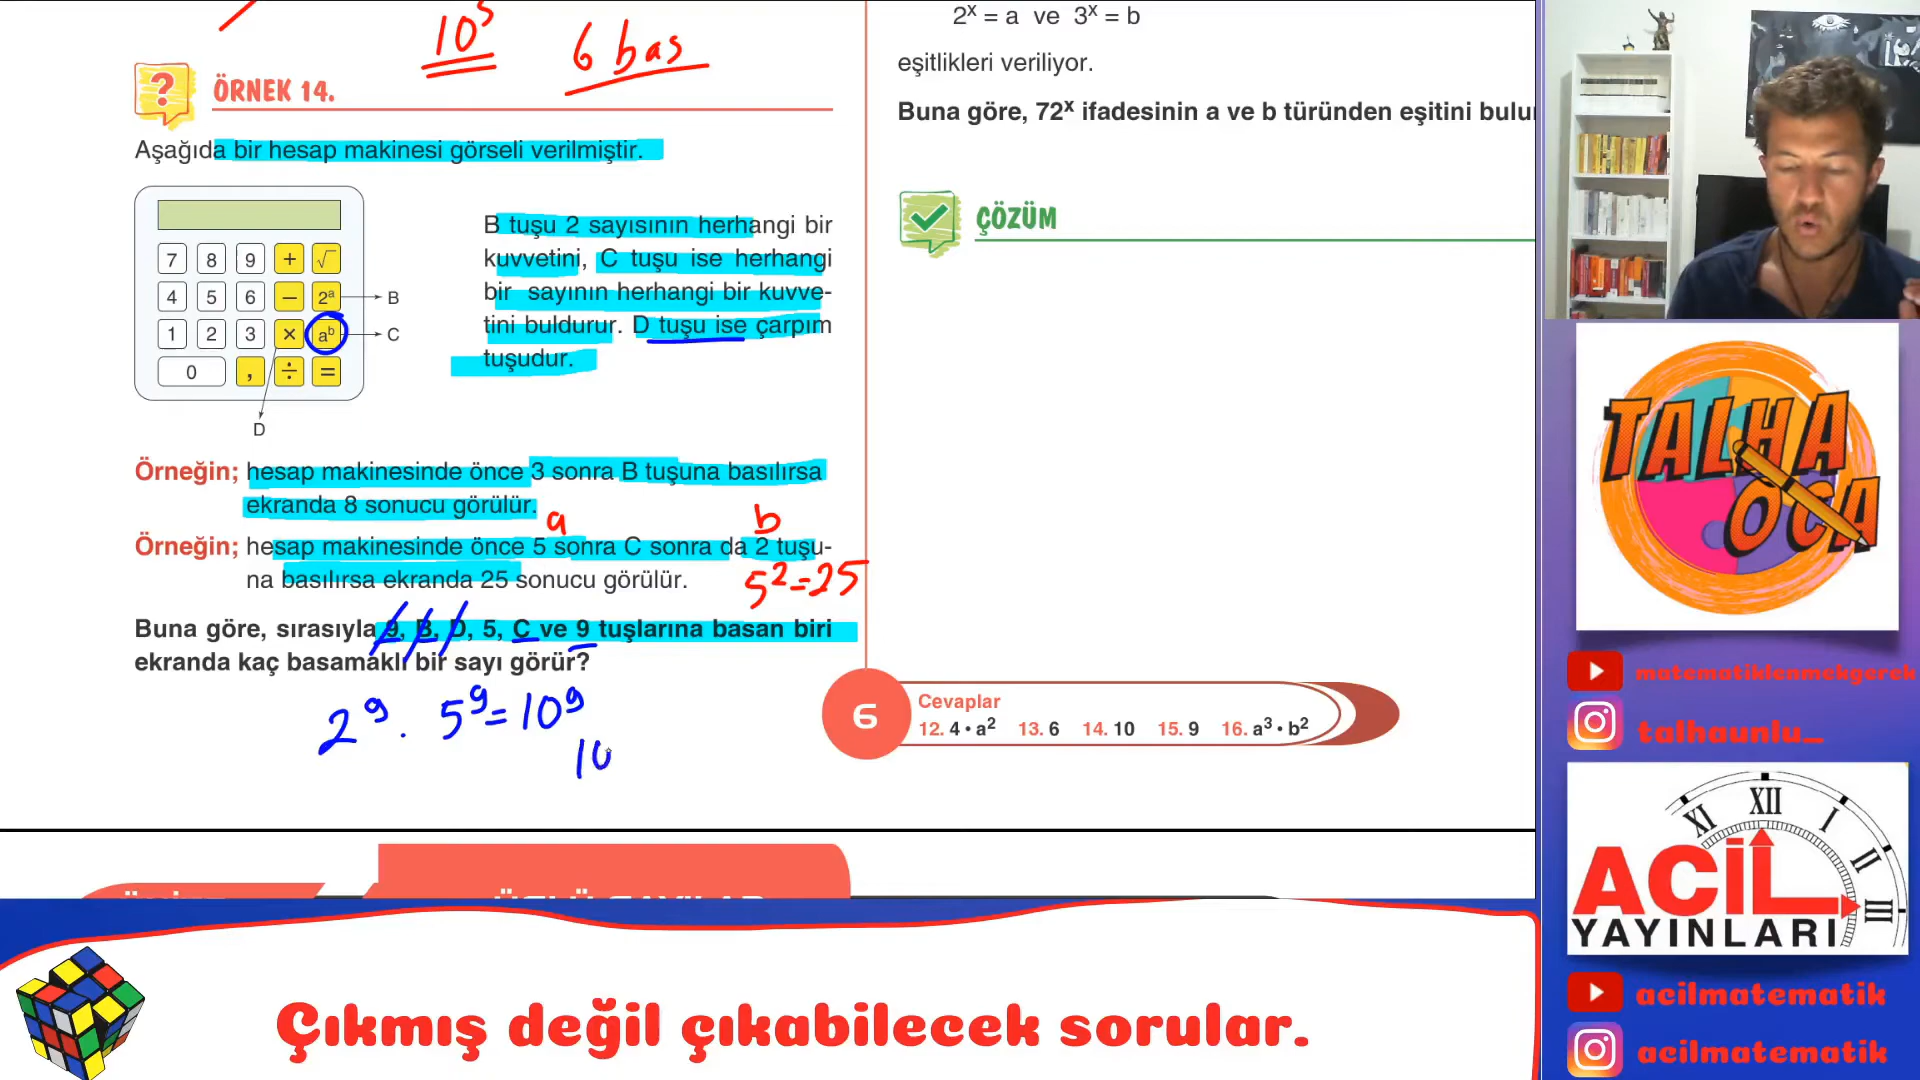 10⁵
6 bas
ÖRNEK 14.
Aşağıda bir hesap makinesi görseli verilmiştir.
7 8 9 + √
4 5 6 − 2ᵃ B
1 2 3 × aᵇ C
0 , ÷ =
D
B tuşu 2 sayısının herhangi bir
kuvvetini, C tuşu ise herhangi
bir sayının herhangi bir kuvve-
tini buldurur. D tuşu ise çarpım
tuşudur.
Örneğin; hesap makinesinde önce 3 sonra B tuşuna basılırsa
ekranda 8 sonucu görülür.
a b
Örneğin; hesap makinesinde önce 5 sonra C sonra da 2 tuşu-
na basılırsa ekranda 25 sonucu görülür.
5²=25
Buna göre, sırasıyla 9, B, D, 5, C ve 9 tuşlarına basan biri
ekranda kaç basamaklı bir sayı görür?
2⁹ . 5⁹ = 10⁹
10
2ˣ = a ve 3ˣ = b
eşitlikleri veriliyor.
Buna göre, 72ˣ ifadesinin a ve b türünden eşitini bulu
ÇÖZÜM
6
Cevaplar
12. 4 • a² 13. 6 14. 10 15. 9 16. a³ • b²
Çıkmış değil çıkabilecek sorular.
TALHA
OCA
matematiklenmekgerek
talhaunlu_
XI XII I II III
ACİL
YAYINLARI
acilmatematik
acilmatematik